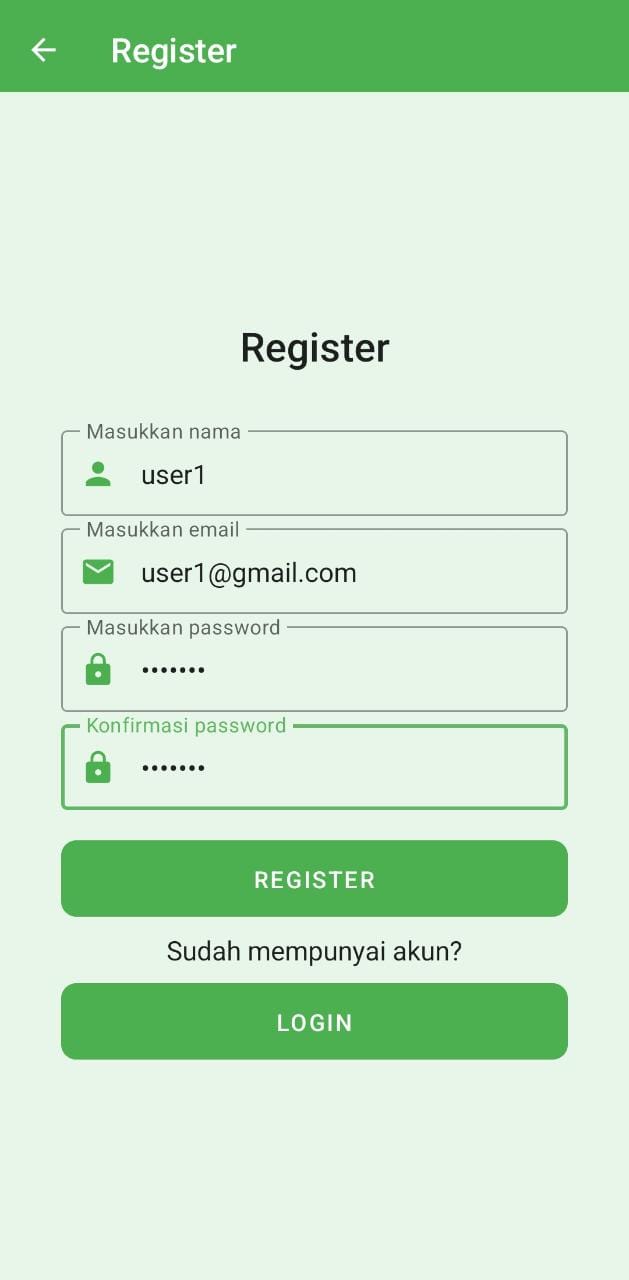 Register
Register
Masukkan nama
user1
Masukkan email
user1@gmail.com
Masukkan password
•••••••
Konfirmasi password
•••••••
REGISTER
Sudah mempunyai akun?
LOGIN